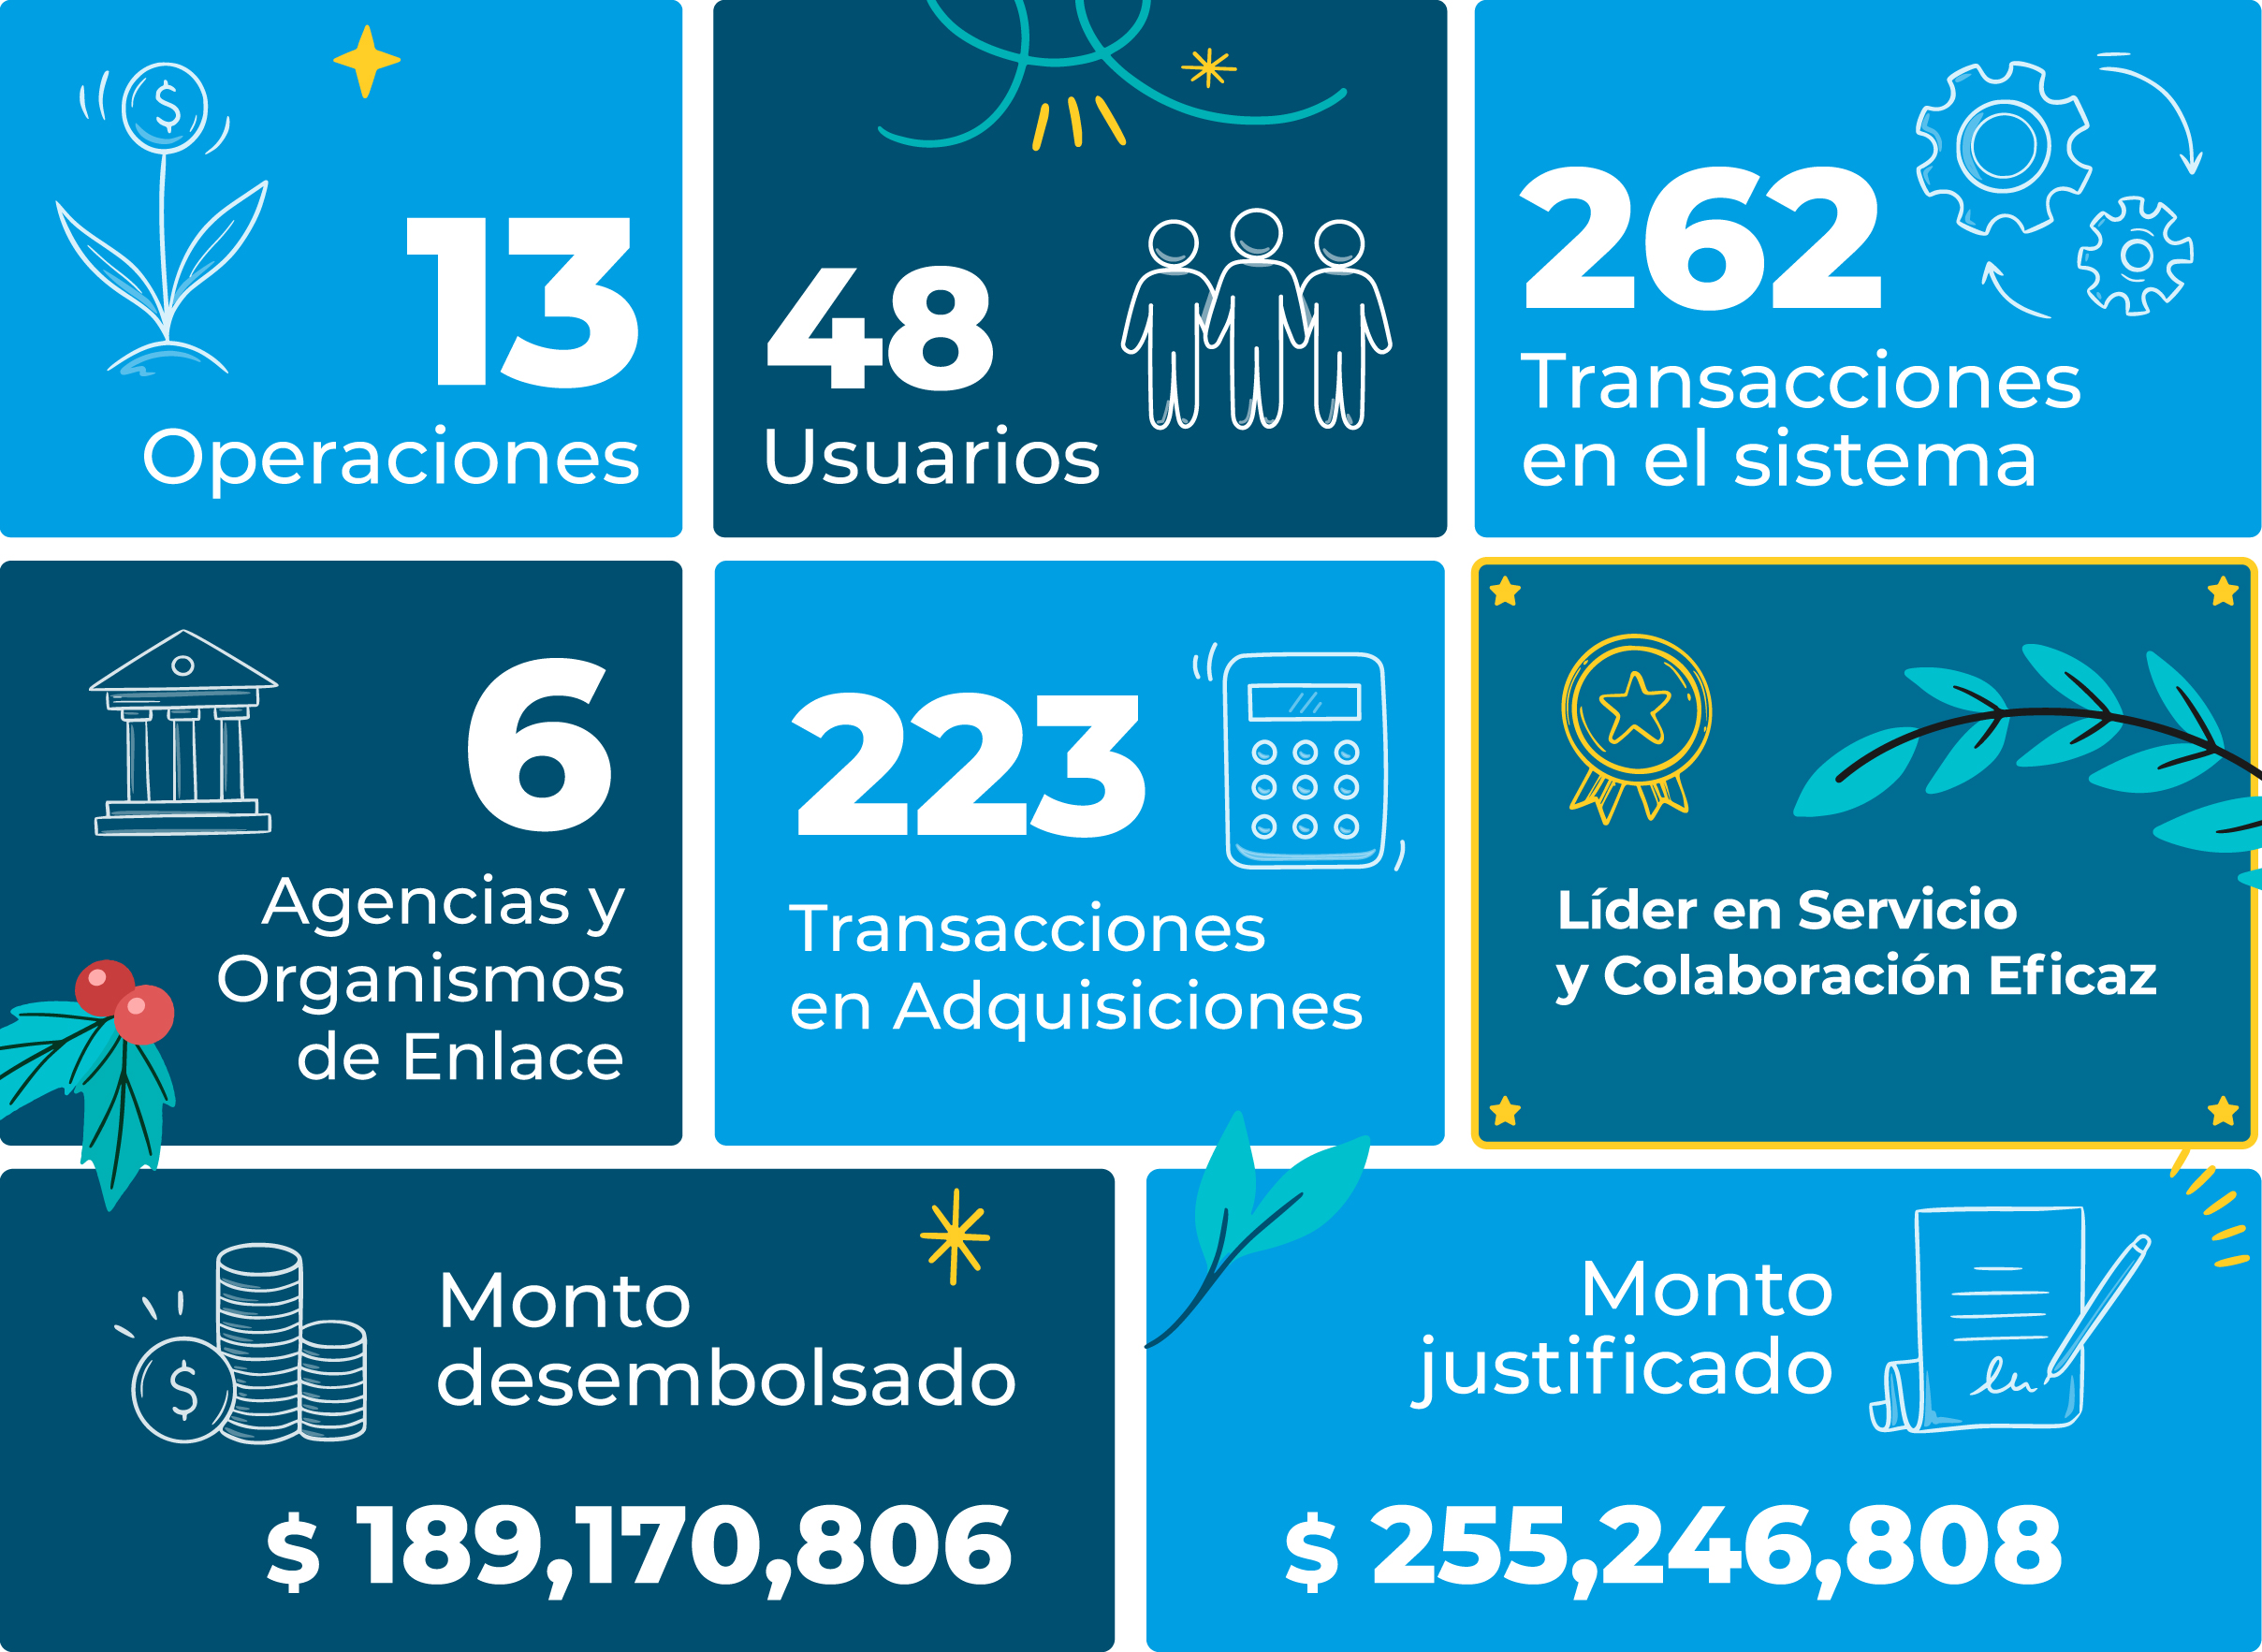 13
Operaciones
48
Usuarios
262
Transacciones
en el sistema
6
Agencias y
Organismos
de Enlace
223
Transacciones
en Adquisiciones
Líder en Servicio
y Colaboración Eficaz
Monto
desembolsado
$ 189,170,806
Monto
justificado
$ 255,246,808